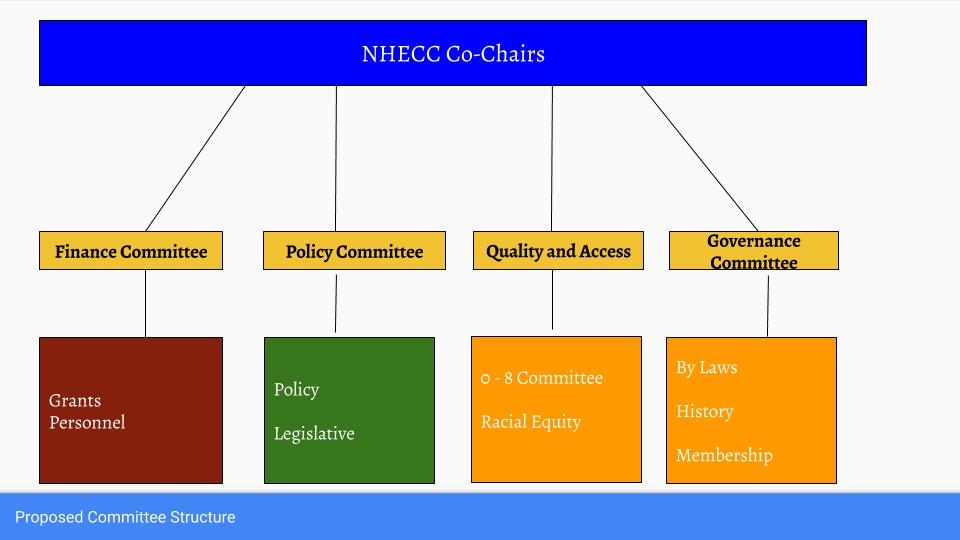 NHECC Co-Chairs
Finance Committee
Policy Committee
Quality and Access
Governance
Committee
Grants
Personnel
Policy
Legislative
0 - 8 Committee
Racial Equity
By Laws
History
Membership
Proposed Committee Structure